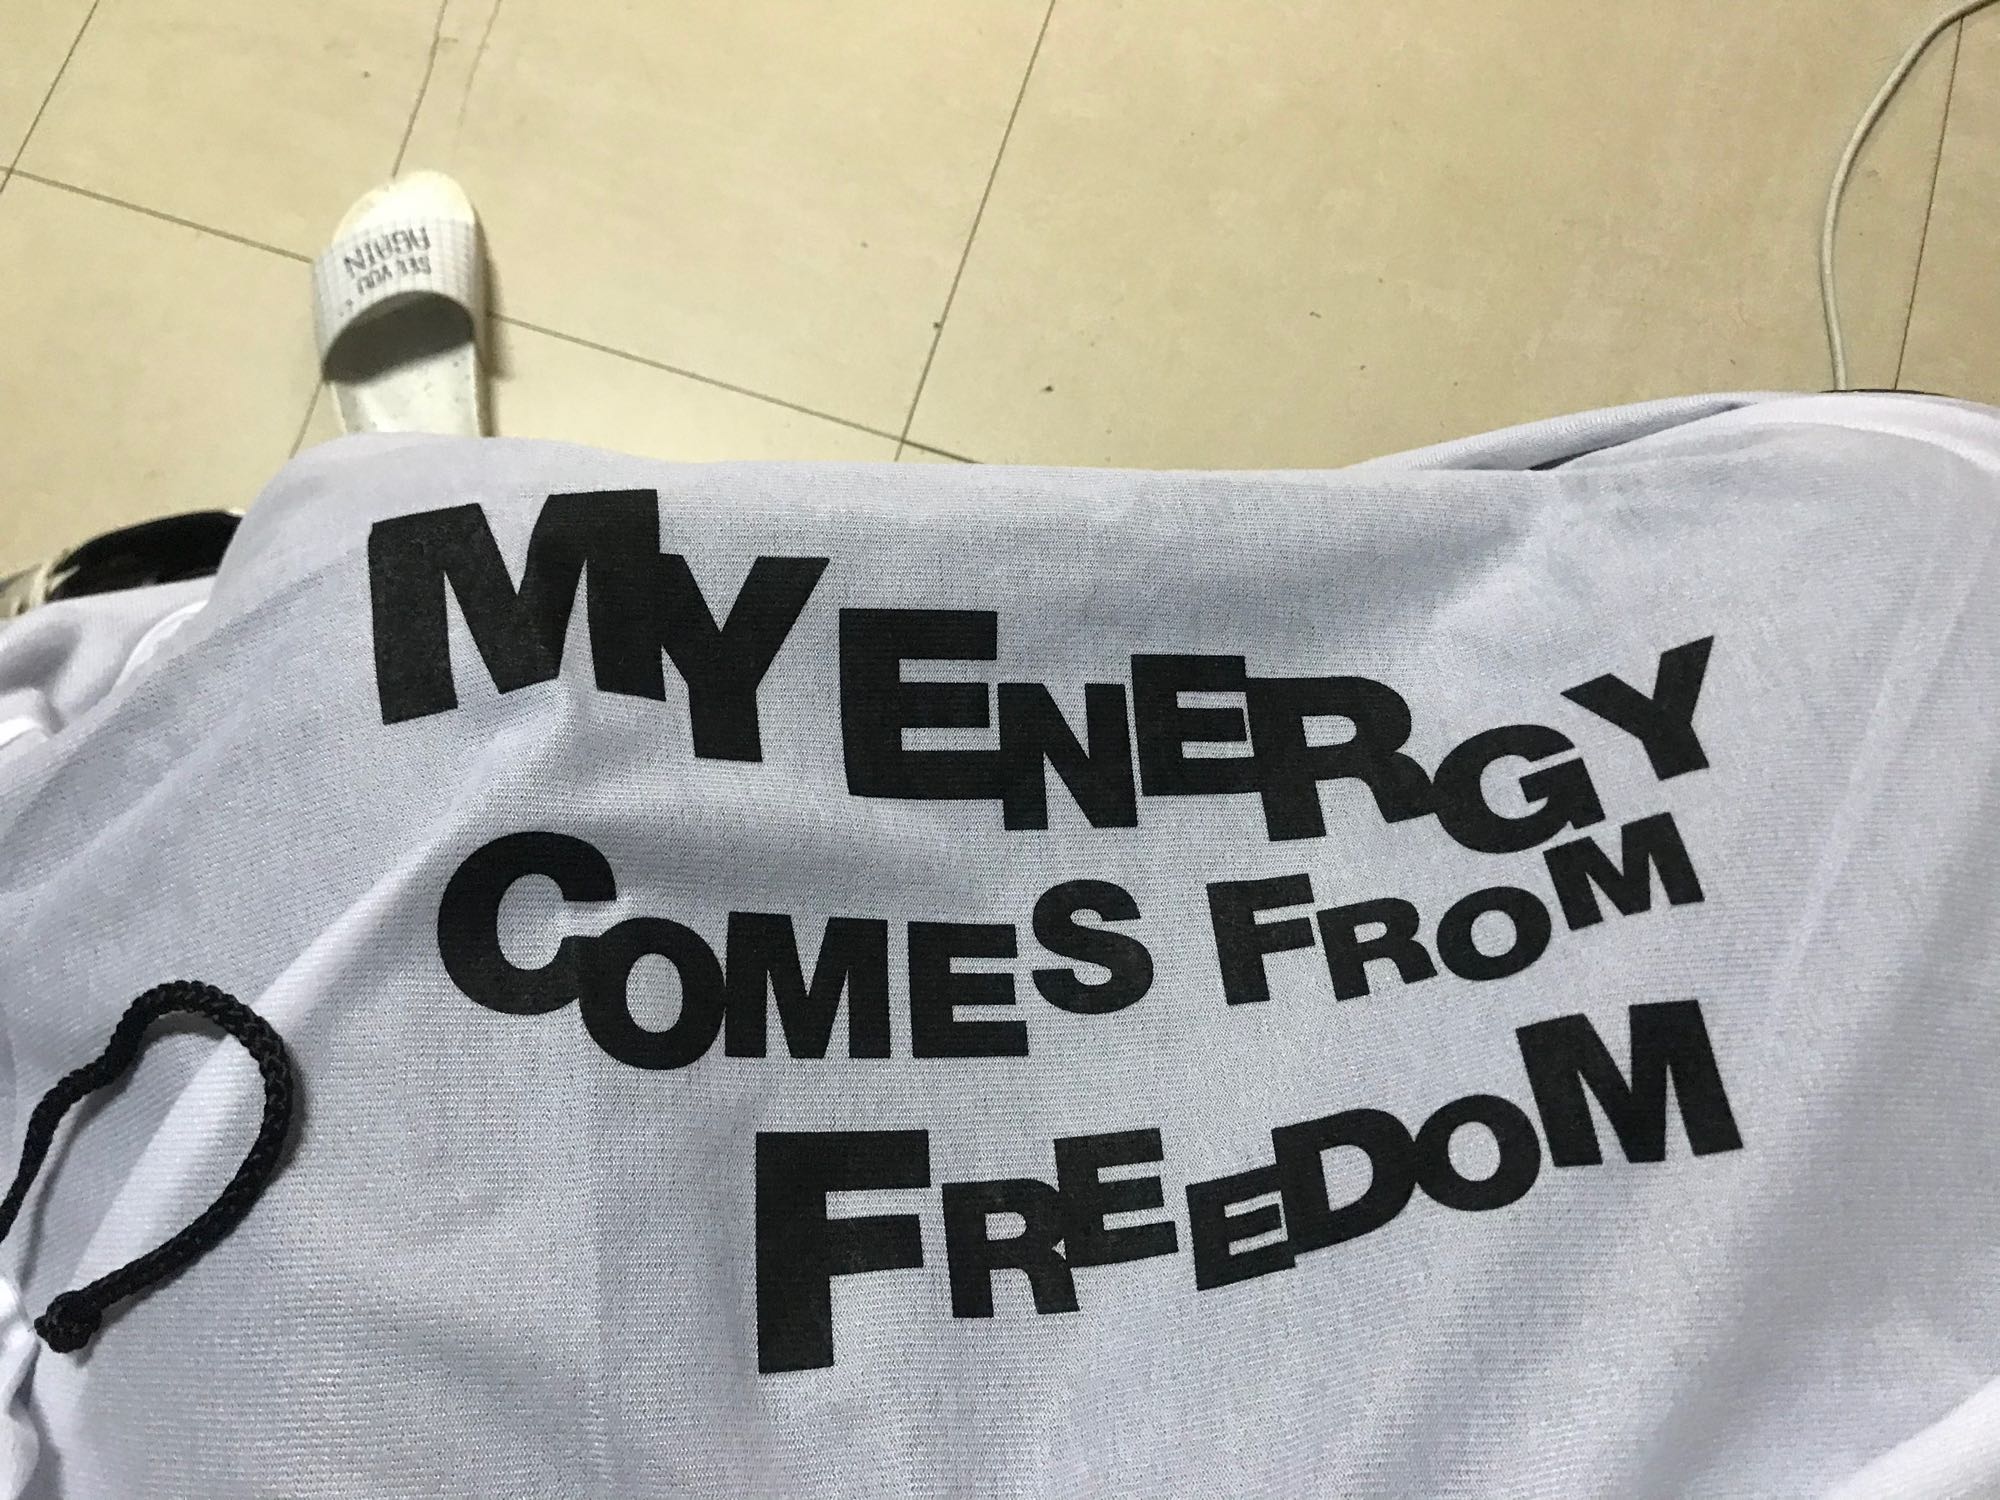 MY ENERGY
COMES FROM
FREEDOM
SEE YOU
AGAIN